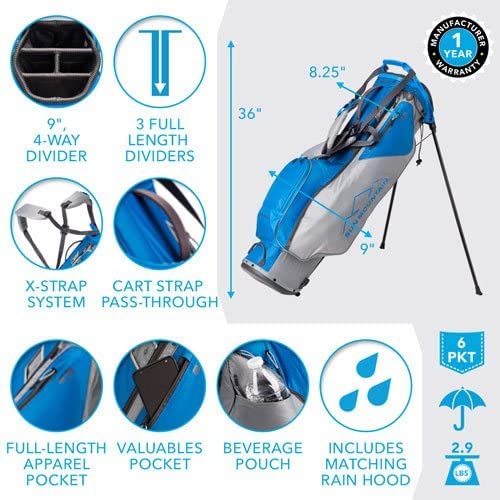 9",
4-WAY
DIVIDER
3 FULL
LENGTH
DIVIDERS
8.25"
36"
9"
SUN MOUNTAIN
MANUFACTURER
1
YEAR
WARRANTY
X-STRAP
SYSTEM
CART STRAP
PASS-THROUGH
6
PKT
FULL-LENGTH
APPAREL
POCKET
VALUABLES
POCKET
BEVERAGE
POUCH
INCLUDES
MATCHING
RAIN HOOD
2.9
LBS